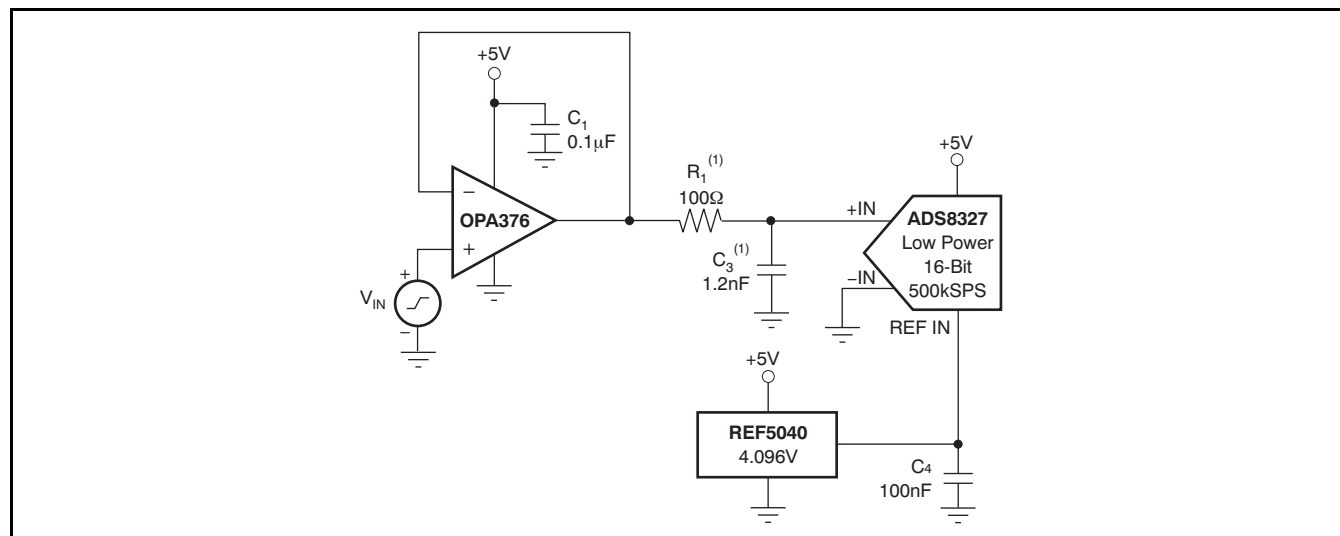 +5V
C1
0.1μF
−
OPA376
+
+
VIN
−
R1(1)
100Ω
C3(1)
1.2nF
+5V
+IN
ADS8327
Low Power
16-Bit
500kSPS
−IN
REF IN
+5V
REF5040
4.096V
C4
100nF